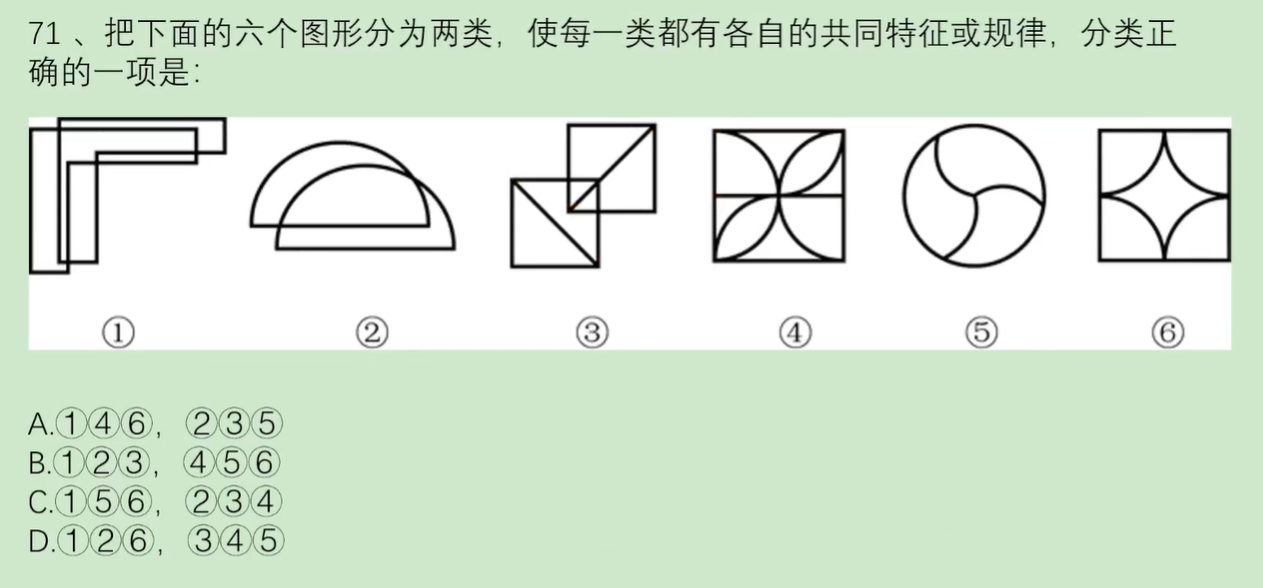 71 、把下面的六个图形分为两类，使每一类都有各自的共同特征或规律，分类正
确的一项是：
① ② ③ ④ ⑤ ⑥
A.①④⑥，②③⑤
B.①②③，④⑤⑥
C.①⑤⑥，②③④
D.①②⑥，③④⑤